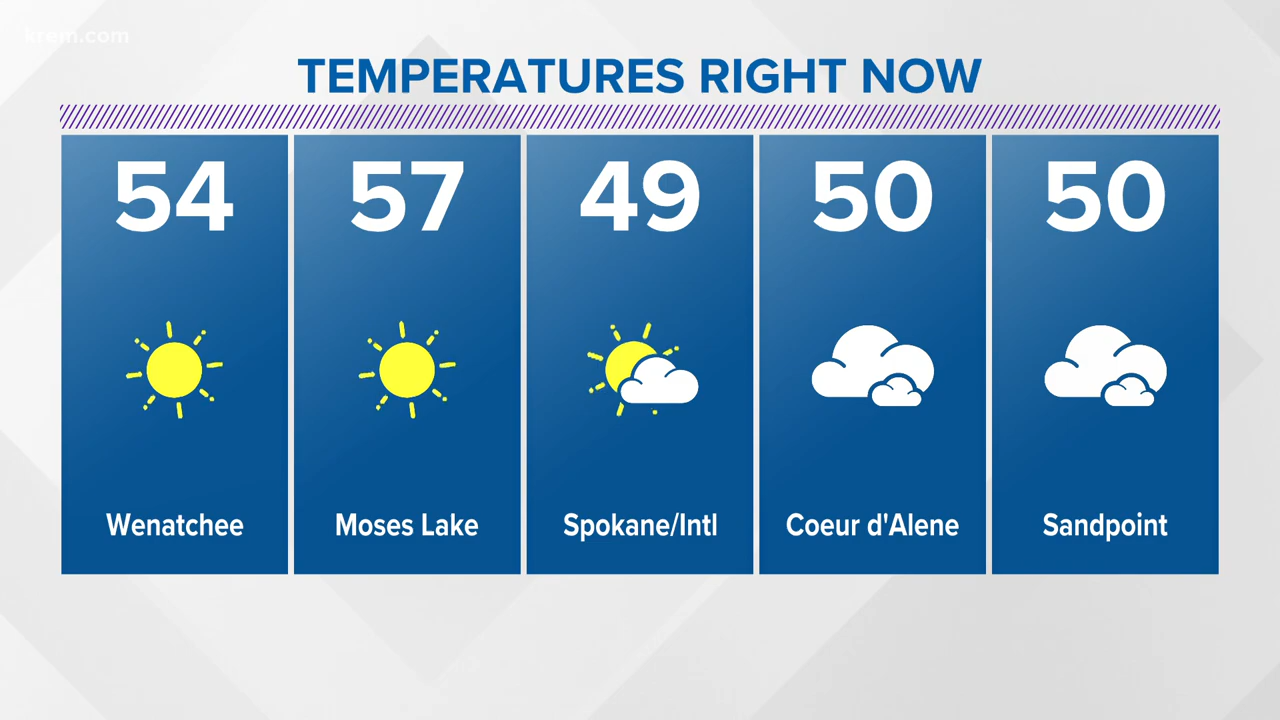 krem.com
TEMPERATURES RIGHT NOW
54
57
49
50
50
Wenatchee
Moses Lake
Spokane/Intl
Coeur d'Alene
Sandpoint